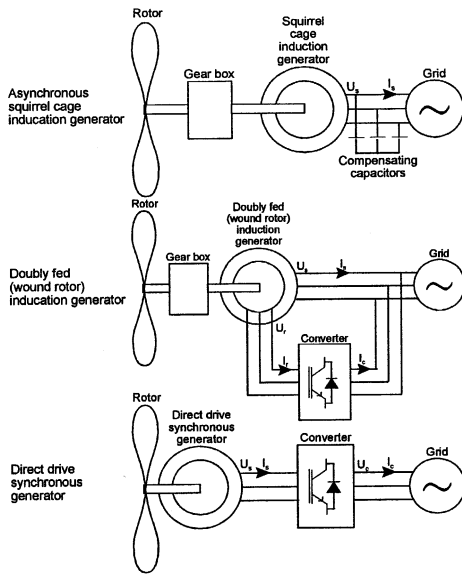 Rotor
Squirrel
cage
induction
generator
Gear box
Us
Is
Grid
Asynchronous
squirrel cage
inducation generator
Compensating
capacitors
Rotor
Doubly fed
(wound rotor)
induction
generator
Gear box
Us
Is
Grid
Doubly fed
(wound rotor)
inducation generator
Ur
Converter
Ir
Ic
Rotor
Direct drive
synchronous
generator
Converter
Grid
Us
Is
Uc
Ic
Direct drive
synchronous
generator